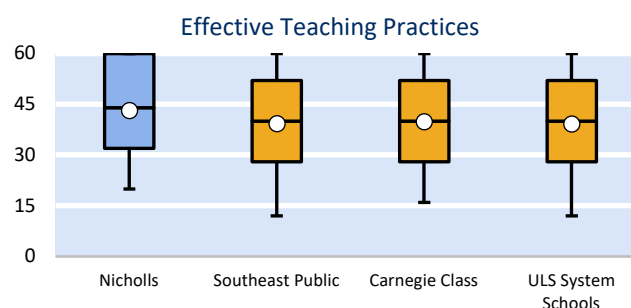 Effective Teaching Practices
60
45
30
15
0
Nicholls
Southeast Public
Carnegie Class
ULS System
Schools